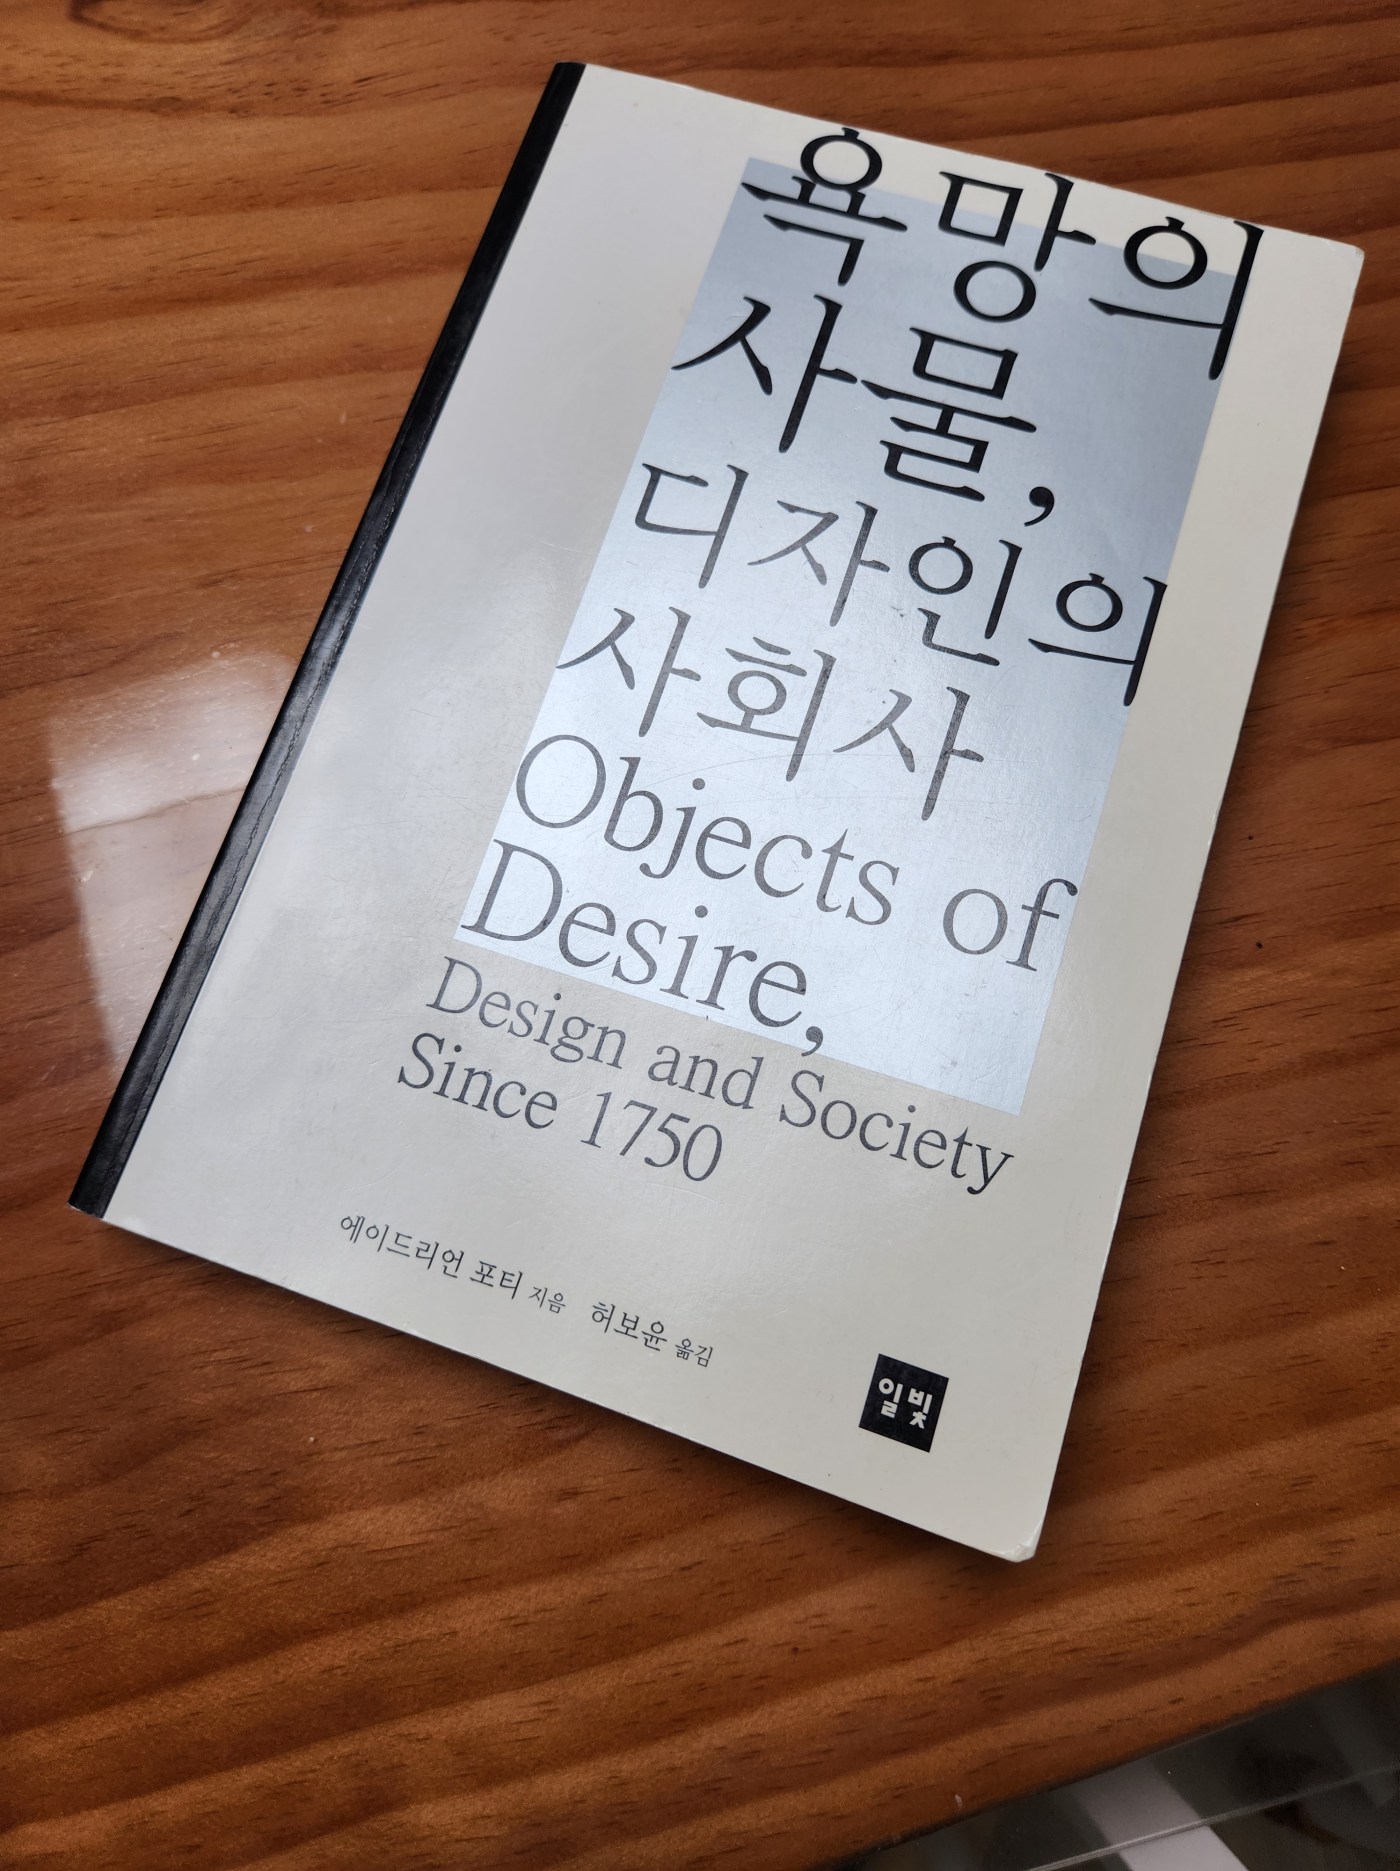 욕망의
사물,
디자인의
사회사
Objects of
Desire,
Design and Society
Since 1750
에이드리언 포티 지음 허보윤 옮김
일빛